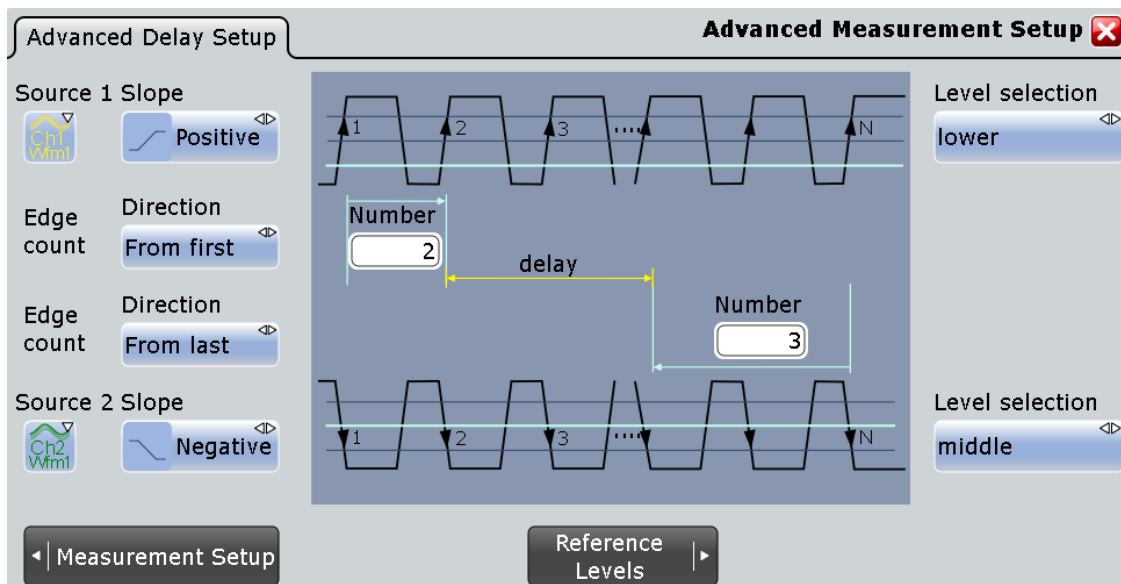 Advanced Delay Setup
Advanced Measurement Setup
Source 1 Slope
Ch1
Wfm1
Positive
Level selection
lower
1 2 3 .... N
Edge
count
Direction
From first
Number
2
delay
Edge
count
Direction
From last
Number
3
Source 2 Slope
Ch2
Wfm1
Negative
Level selection
middle
1 2 3 .... N
Measurement Setup
Reference
Levels